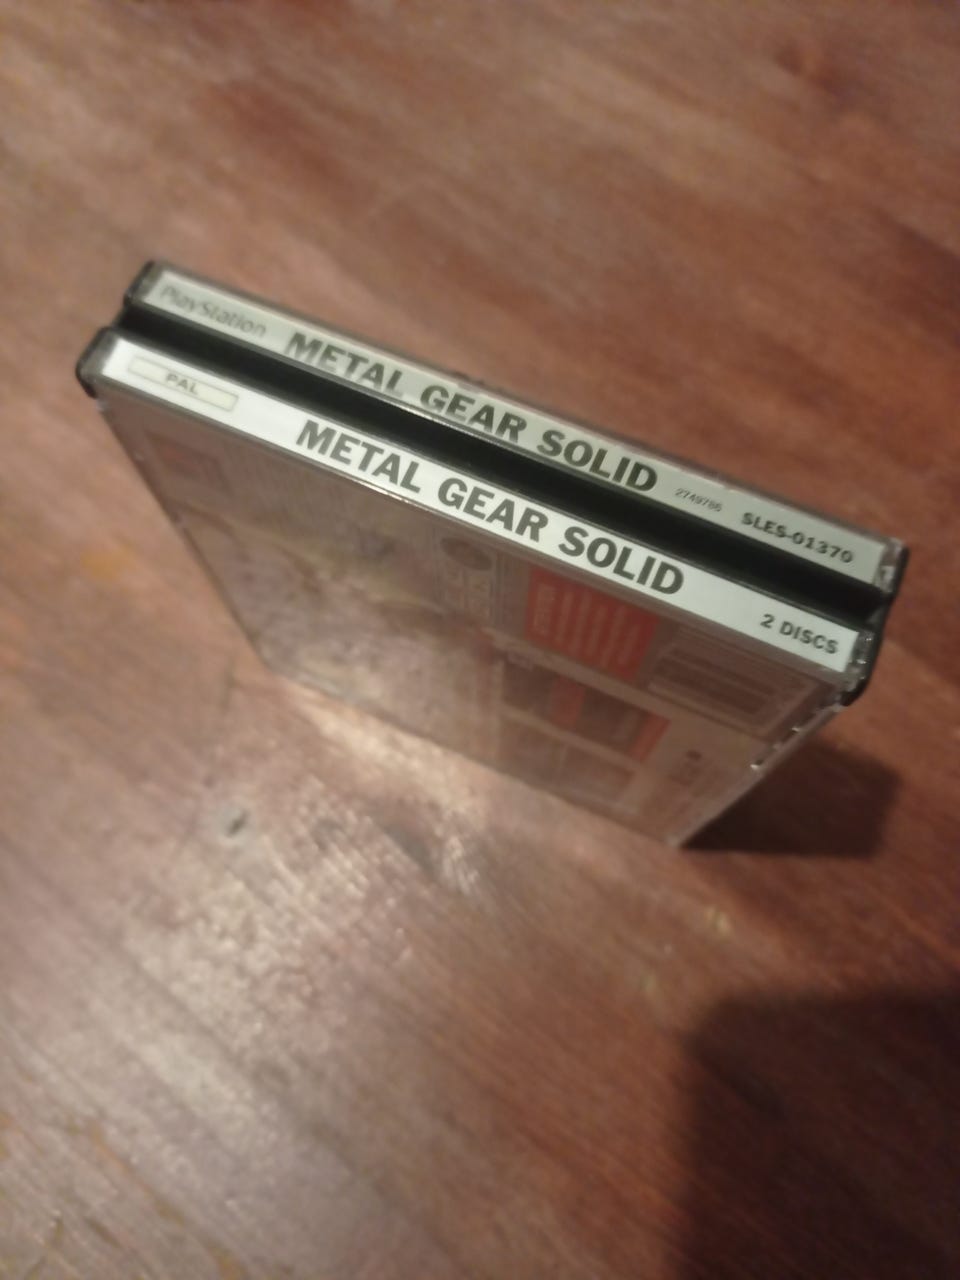 PlayStation METAL GEAR SOLID 2749786 SLES-01370
PAL METAL GEAR SOLID 2 DISCS